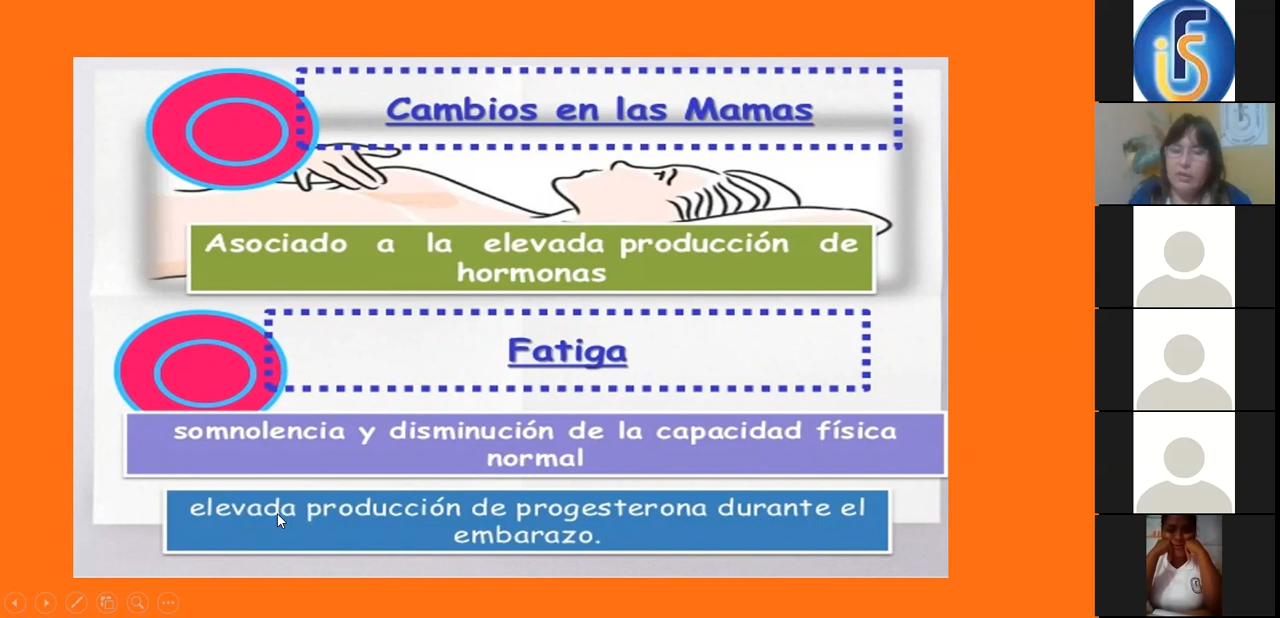 Cambios en las Mamas
Asociado a la elevada producción de
hormonas
Fatiga
somnolencia y disminución de la capacidad física
normal
elevada producción de progesterona durante el
embarazo.